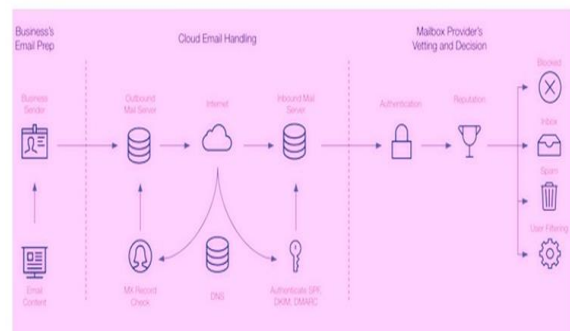 Business's
Email Prep
Cloud Email Handling
Mailbox Provider's
Vetting and Decision
Business
Sender
Outbound
Mail Server
Internet
Inbound Mail
Server
Authentication
Reputation
Blocked
Inbox
Spam
User Filtering
Email
Content
MX Record
Check
DNS
Authenticate SPF,
DKIM, DMARC